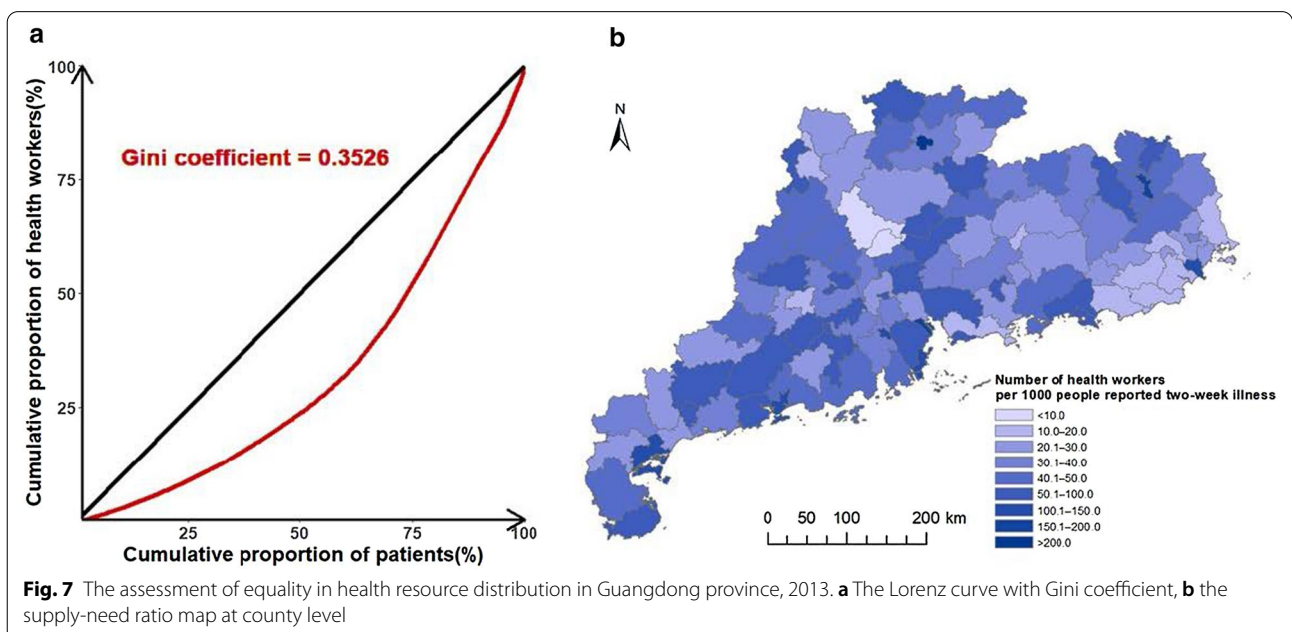 a
100
75
50
25
Cumulative proportion of health workers(%)
Gini coefficient = 0.3526
25 50 75 100
Cumulative proportion of patients(%)
b
N
0 50 100 200 km
Number of health workers
per 1000 people reported two-week illness
<10.0
10.0–20.0
20.1–30.0
30.1–40.0
40.1–50.0
50.1–100.0
100.1–150.0
150.1–200.0
>200.0
Fig. 7 The assessment of equality in health resource distribution in Guangdong province, 2013. a The Lorenz curve with Gini coefficient, b the
supply-need ratio map at county level